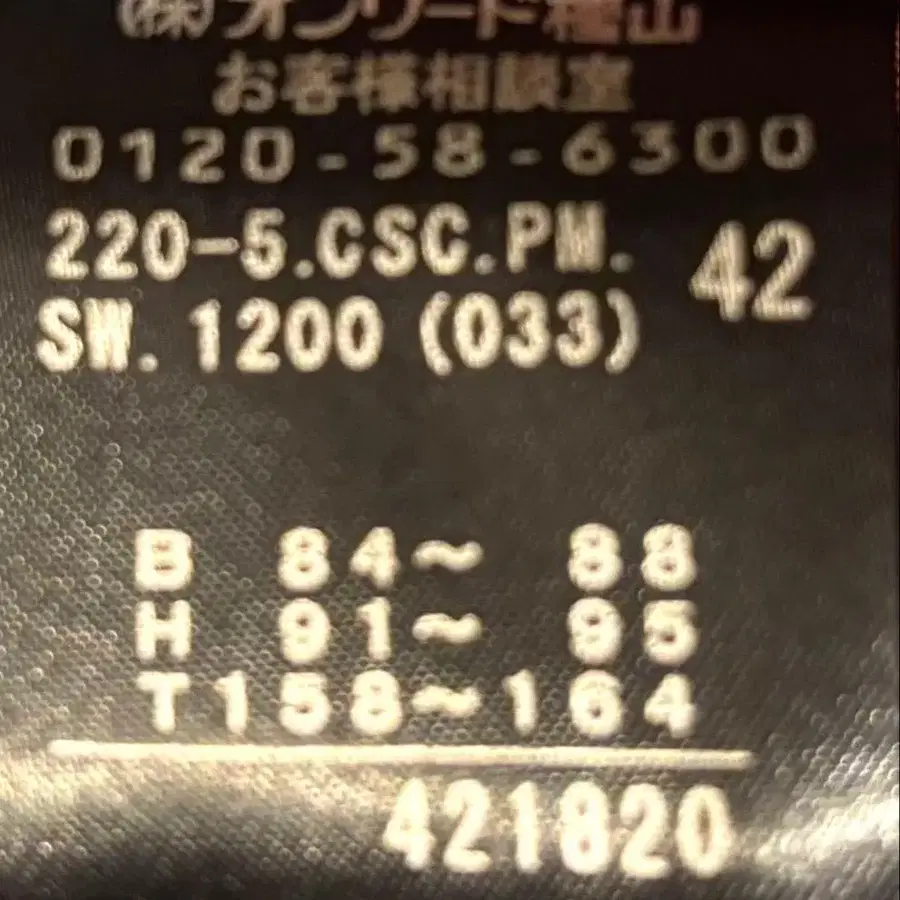 ㈱オンワード樫山
お客様相談室
0120-58-6300
220-5.CSC.PM.
SW.1200(033)
42
B 84~ 88
H 91~ 95
T158~164
421820